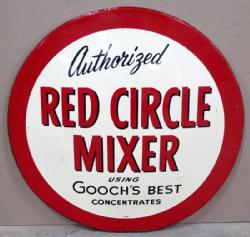 Authorized
RED CIRCLE
MIXER
USING
GOOCH'S BEST
CONCENTRATES